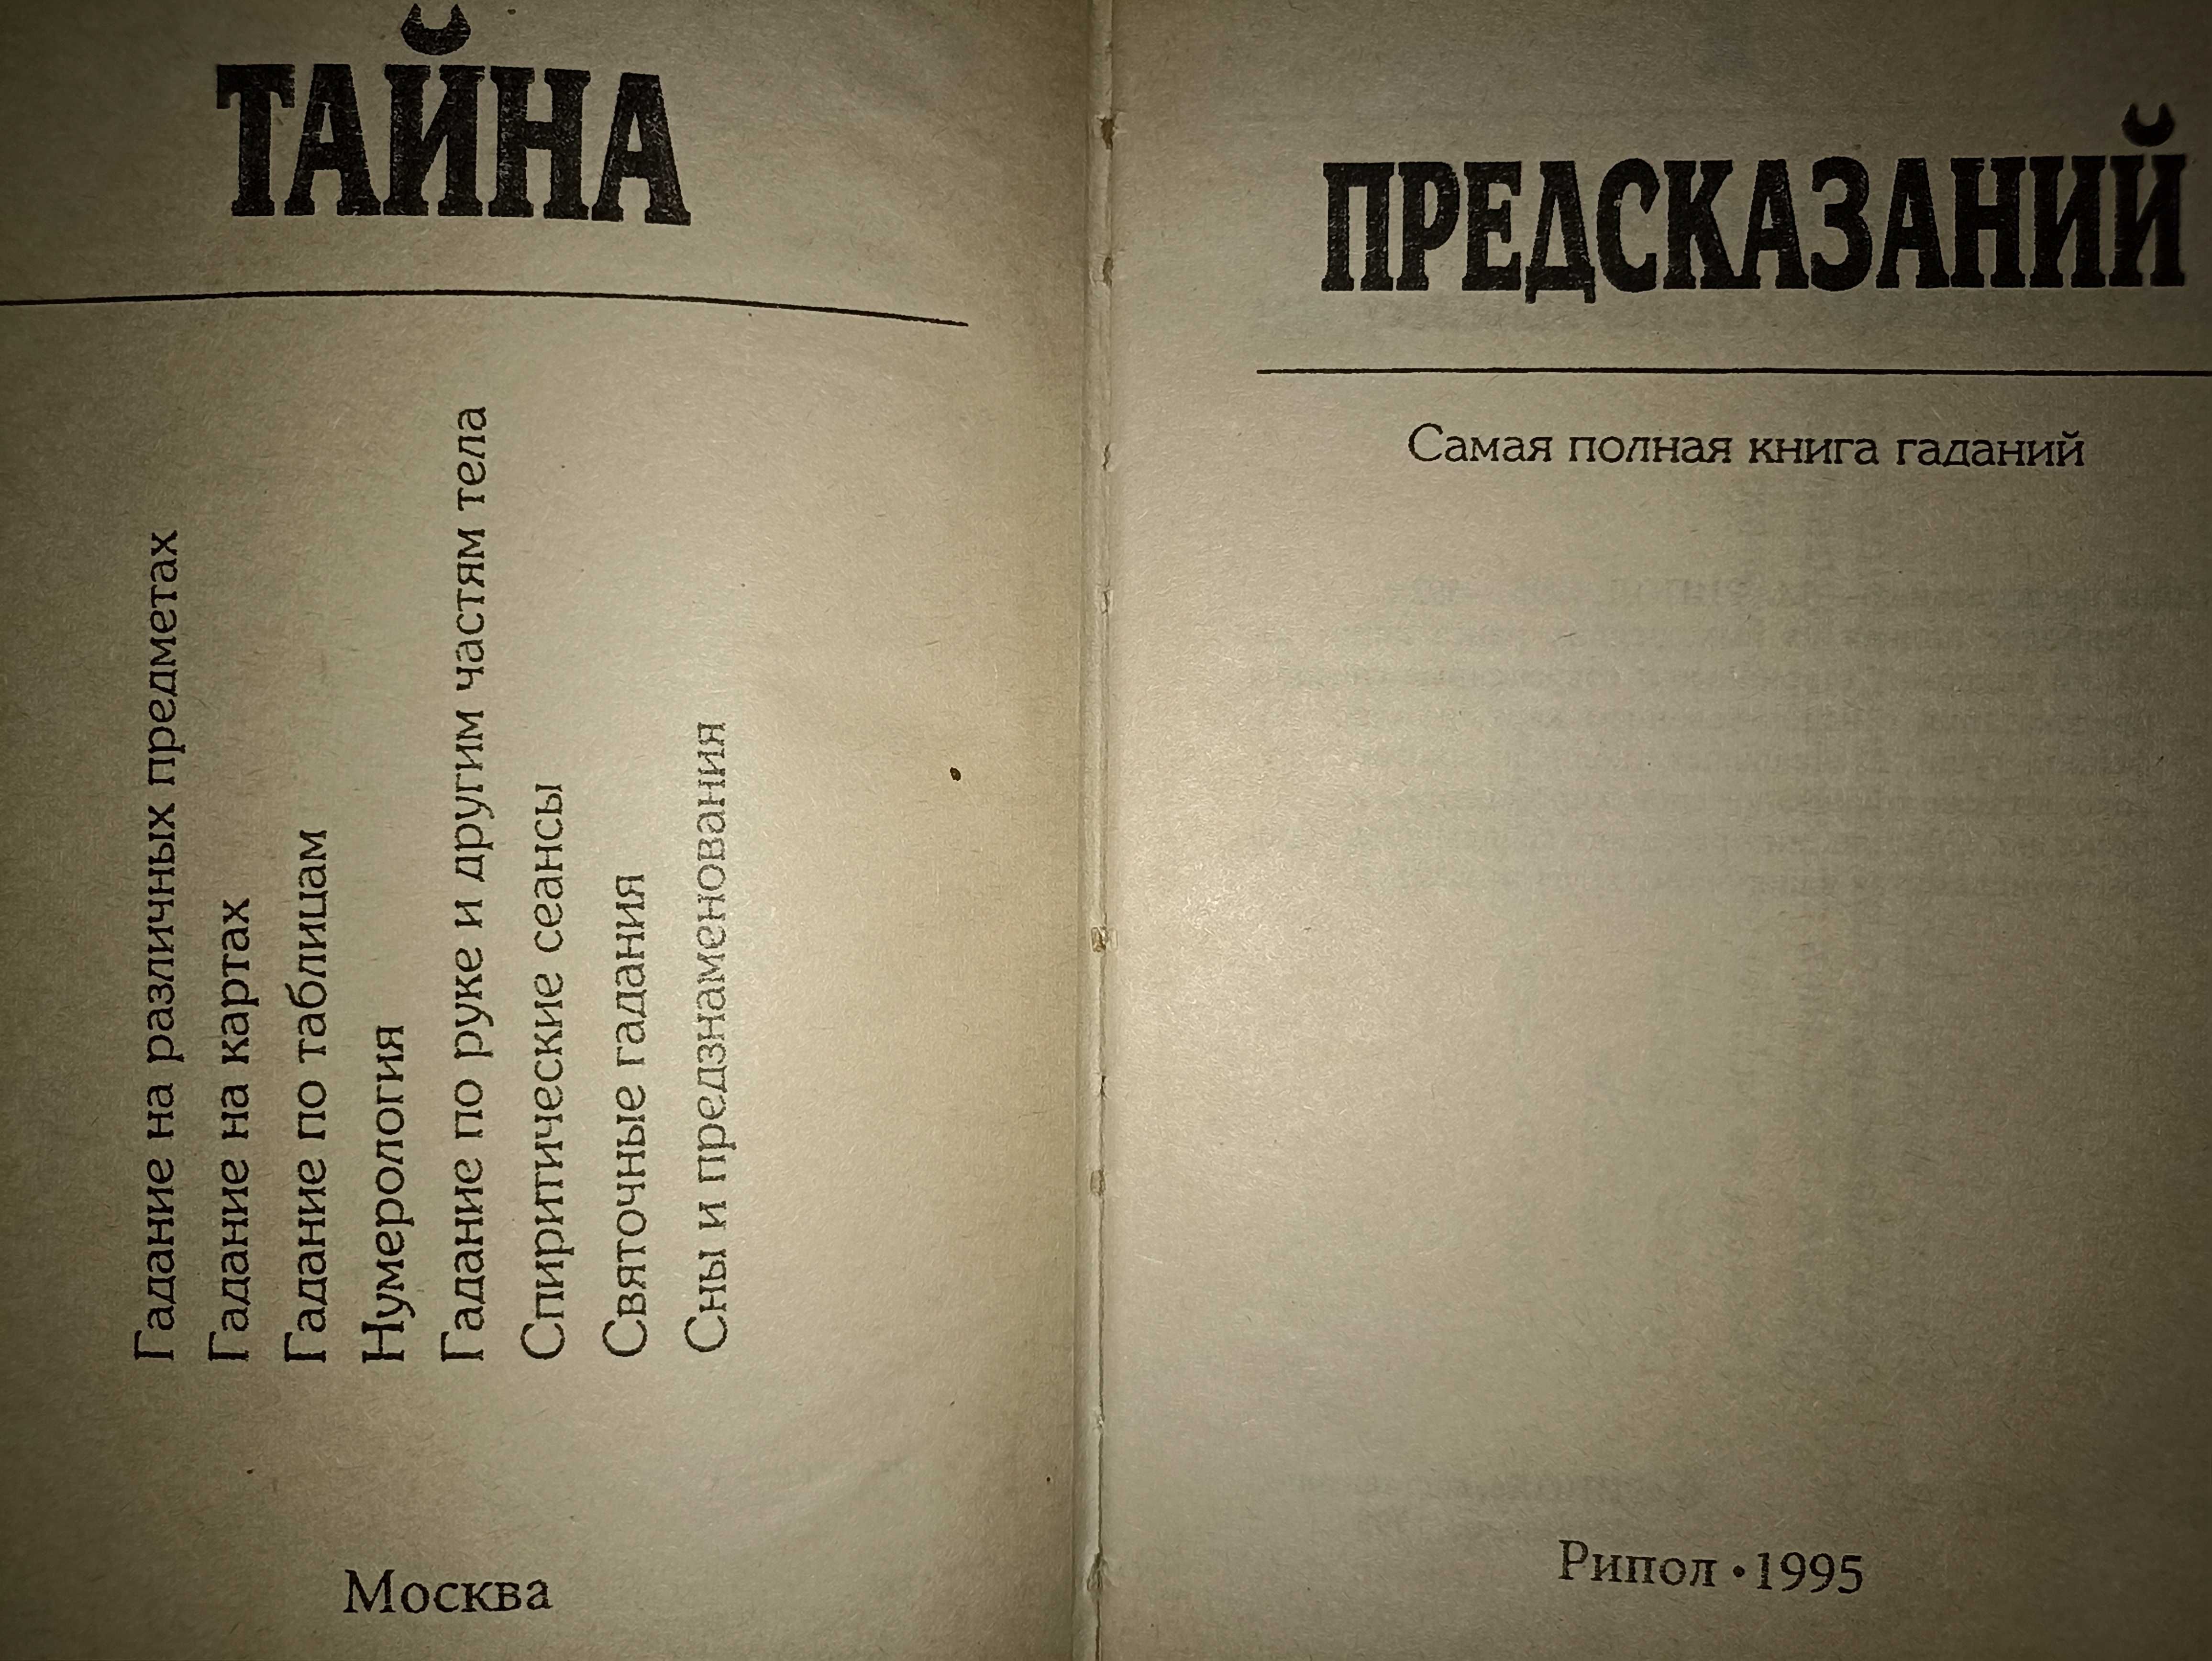 ТАЙНА
Гадание на различных предметах
Гадание на картах
Гадание по таблицам
Нумерология
Гадание по руке и другим частям тела
Спиритические сеансы
Святочные гадания
Сны и предзнаменования
Москва
ПРЕДСКАЗАНИЙ
Самая полная книга гаданий
Рипол • 1995